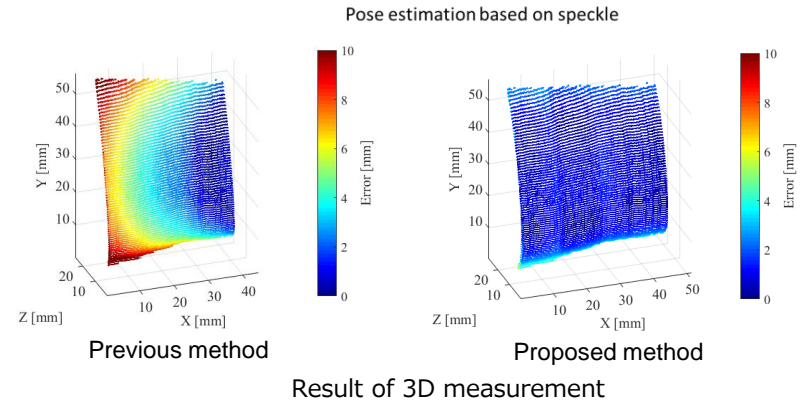 Pose estimation based on speckle
50
40
30
20
10
Y [mm]
20
10
Z [mm]
10
20
30
40
X [mm]
10
8
6
4
2
0
Error [mm]
Previous method
50
40
30
20
10
Y [mm]
20
10
Z [mm]
10
20
30
40
50
X [mm]
10
8
6
4
2
0
Error [mm]
Proposed method
Result of 3D measurement